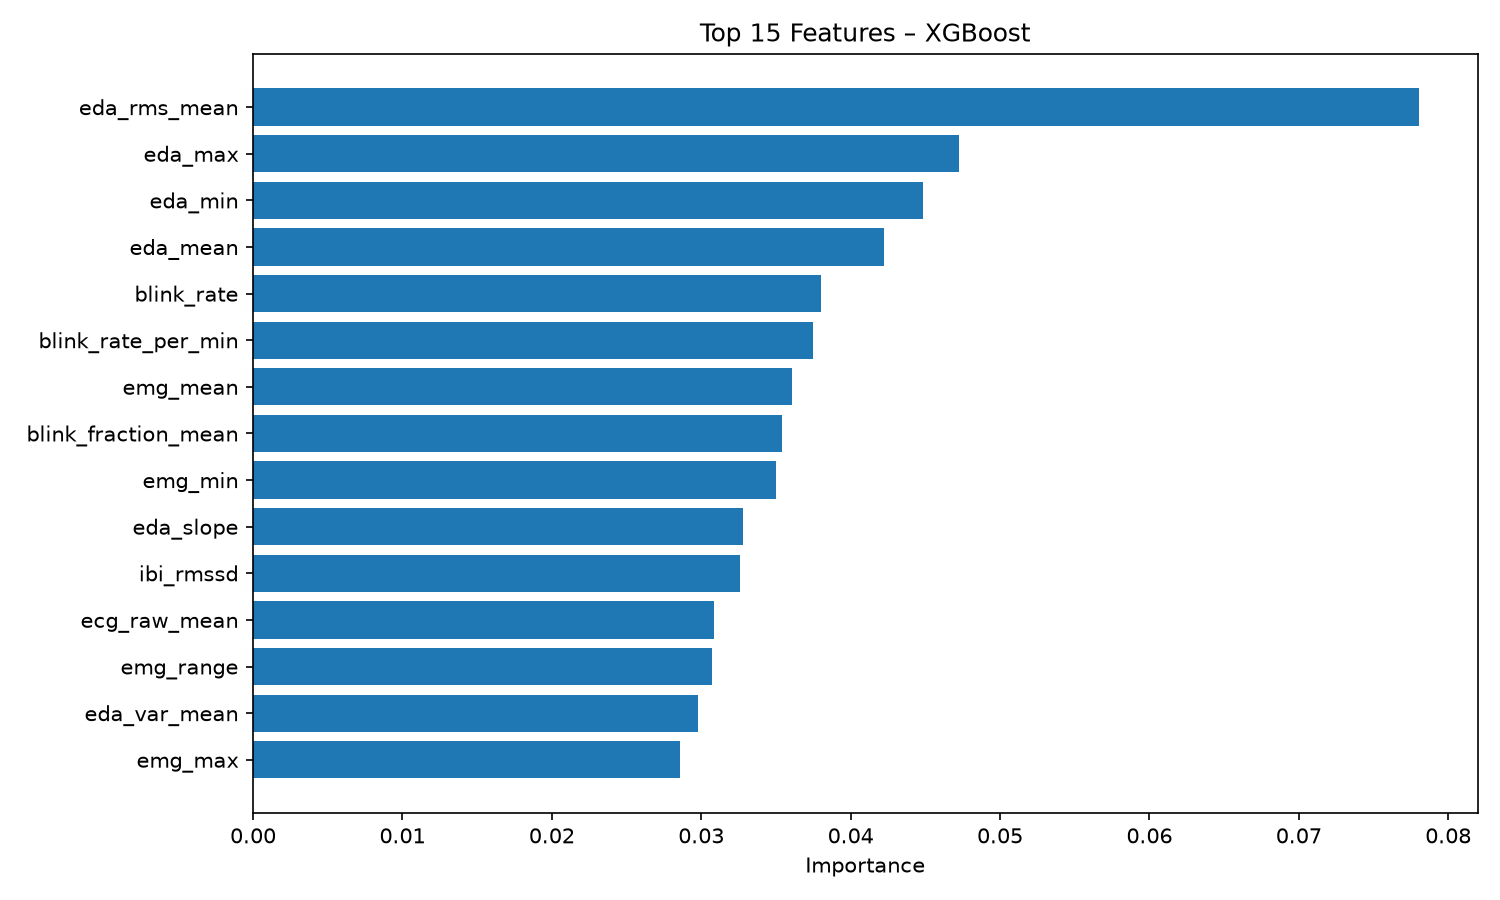 Top 15 Features – XGBoost
eda_rms_mean
eda_max
eda_min
eda_mean
blink_rate
blink_rate_per_min
emg_mean
blink_fraction_mean
emg_min
eda_slope
ibi_rmssd
ecg_raw_mean
emg_range
eda_var_mean
emg_max
0.00 0.01 0.02 0.03 0.04 0.05 0.06 0.07 0.08
Importance